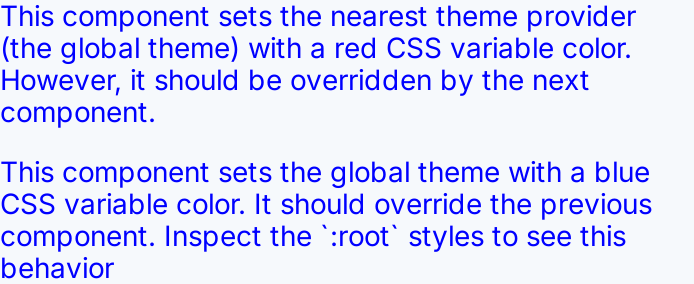 This component sets the nearest theme provider
(the global theme) with a red CSS variable color.
However, it should be overridden by the next
component.
This component sets the global theme with a blue
CSS variable color. It should override the previous
component. Inspect the `:root` styles to see this
behavior